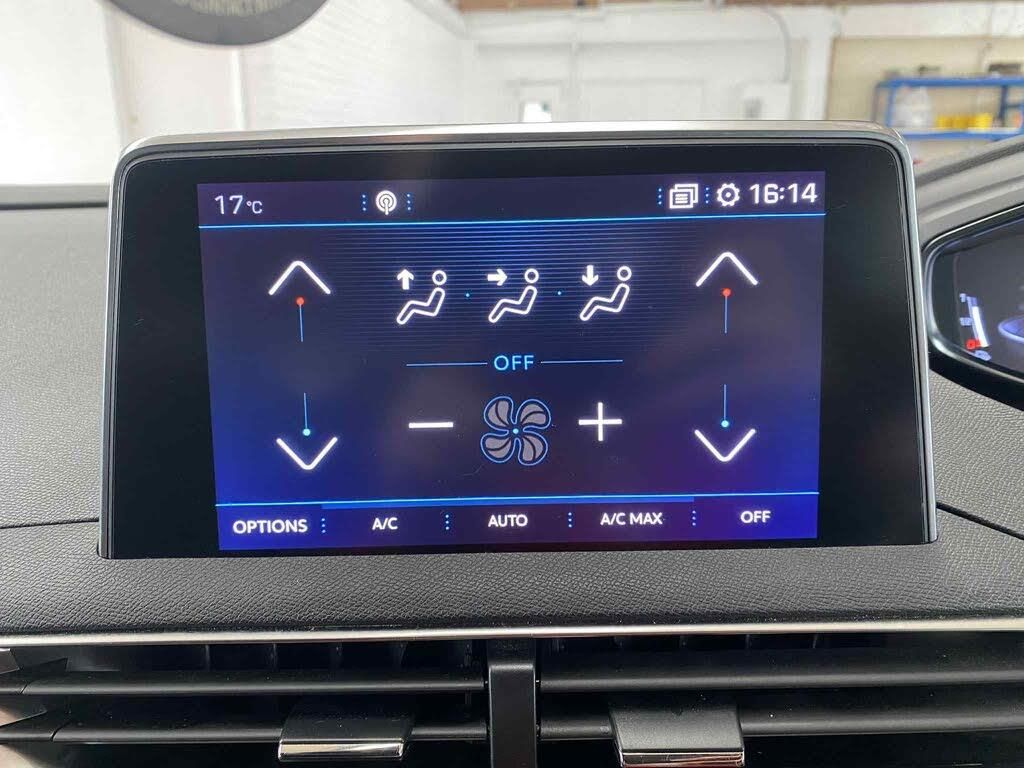 17°C 16:14
OFF
OPTIONS A/C AUTO A/C MAX OFF